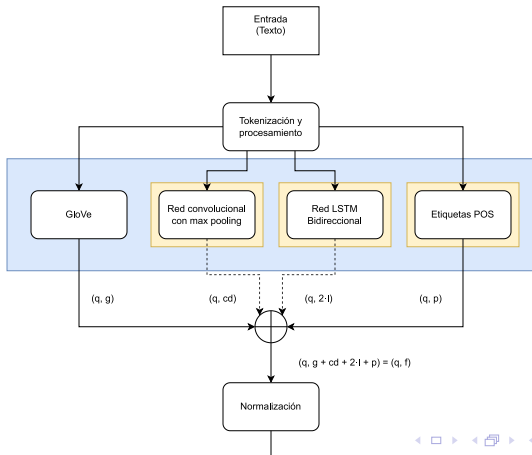 Entrada
(Texto)
Tokenización y
procesamiento
GloVe
Red convolucional
con max pooling
Red LSTM
Bidireccional
Etiquetas POS
(q, g)
(q, cd)
(q, 2·l)
(q, p)
(q, g + cd + 2·l + p) = (q, f)
Normalización